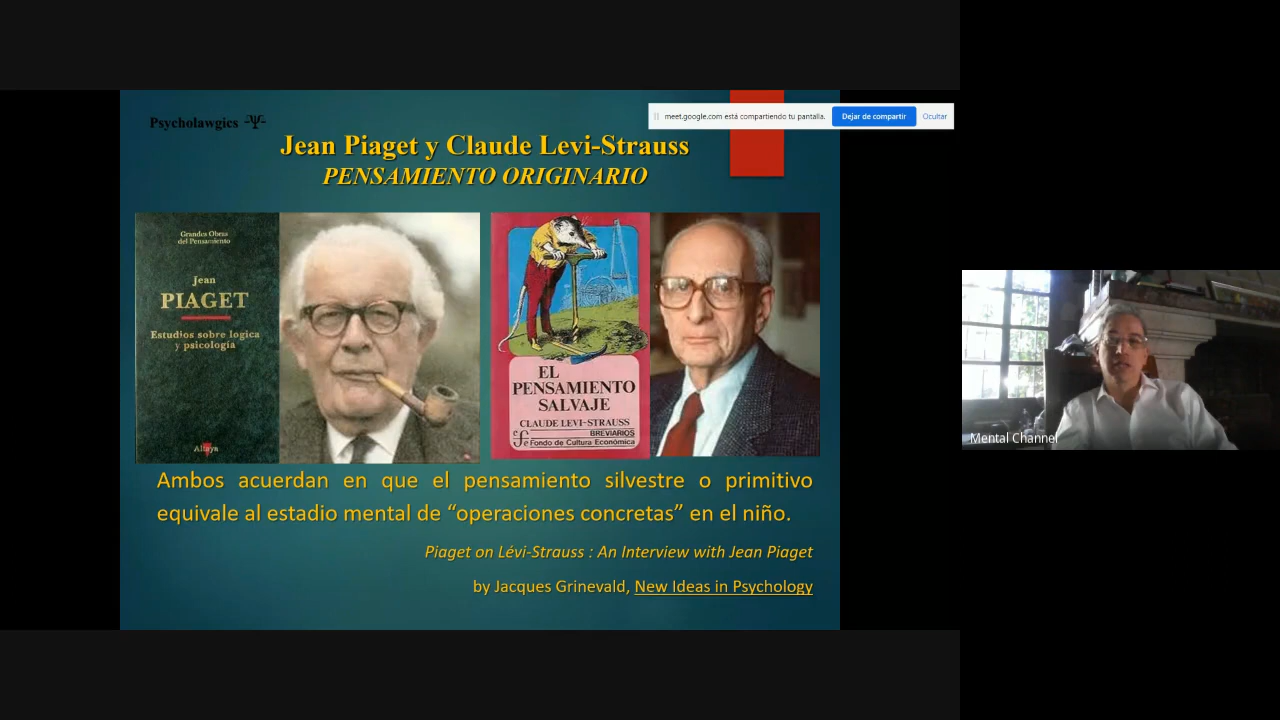 Psycholawgics -Ψ-
meet.google.com está compartiendo tu pantalla.
Dejar de compartir
Ocultar
Jean Piaget y Claude Levi-Strauss
PENSAMIENTO ORIGINARIO
Grandes Obras
del Pensamiento
Jean
PIAGET
Estudios sobre logica
y psicología
Altaya
EL
PENSAMIENTO
SALVAJE
CLAUDE LEVI-STRAUSS
BREVIARIOS
Fondo de Cultura Económica
Ambos acuerdan en que el pensamiento silvestre o primitivo
equivale al estadio mental de “operaciones concretas” en el niño.
Piaget on Lévi-Strauss : An Interview with Jean Piaget
by Jacques Grinevald, New Ideas in Psychology
Mental Channel